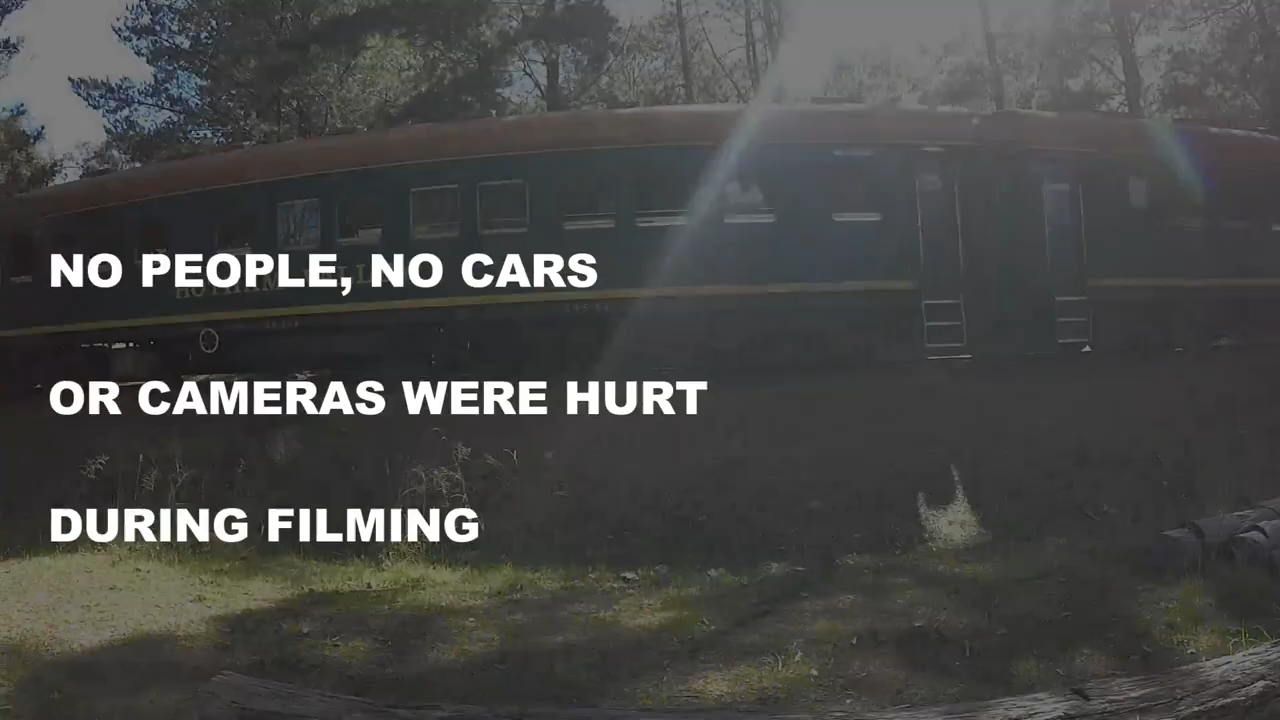 NO PEOPLE, NO CARS
OR CAMERAS WERE HURT
DURING FILMING